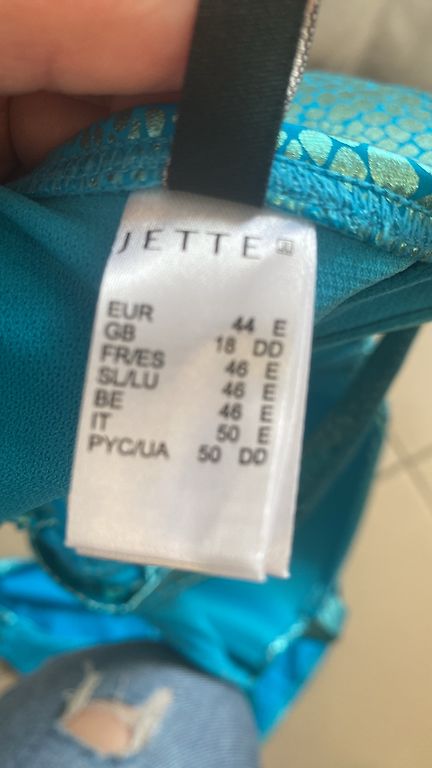 JETTE
EUR 44 E
GB 18 DD
FR/ES 46 E
SL/LU 46 E
BE 46 E
IT 50 E
РУС/UA 50 DD